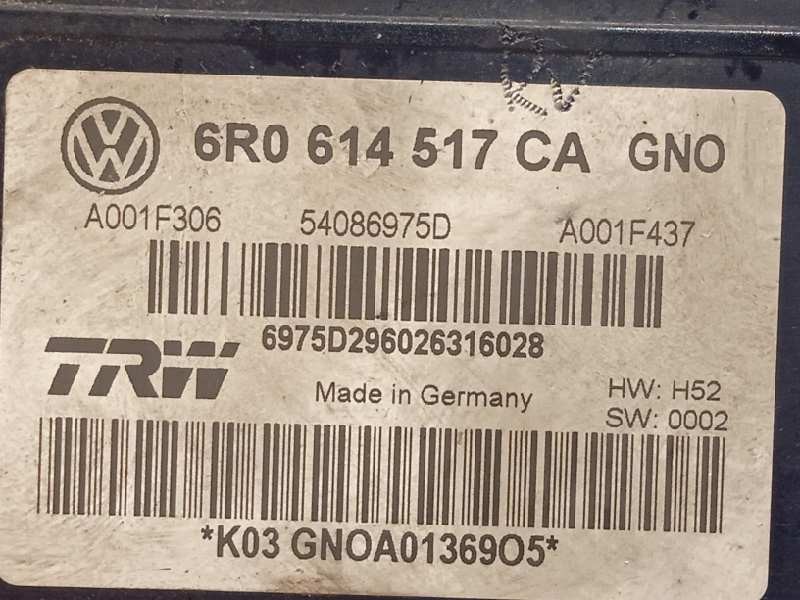 6R0 614 517 CA GNO
A001F306 54086975D A001F437
6975D296026316028
TRW Made in Germany HW: H52
SW: 0002
*K03 GNOA01369O5*